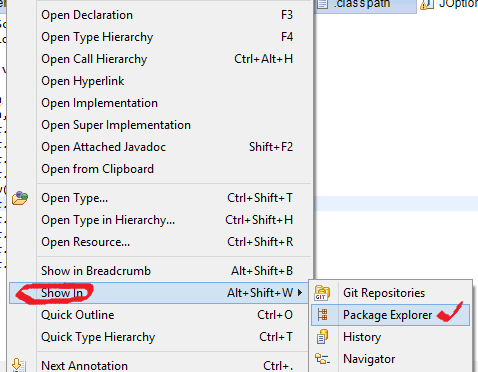 .classpath
JOptio
Open Declaration F3
Open Type Hierarchy F4
Open Call Hierarchy Ctrl+Alt+H
Open Hyperlink
Open Implementation
Open Super Implementation
Open Attached Javadoc Shift+F2
Open from Clipboard
Open Type... Ctrl+Shift+T
Open Type in Hierarchy... Ctrl+Shift+H
Open Resource... Ctrl+Shift+R
Show in Breadcrumb Alt+Shift+B
Show In Alt+Shift+W
Quick Outline Ctrl+O
Quick Type Hierarchy Ctrl+T
Next Annotation Ctrl+.
GIT Git Repositories
Package Explorer
History
Navigator